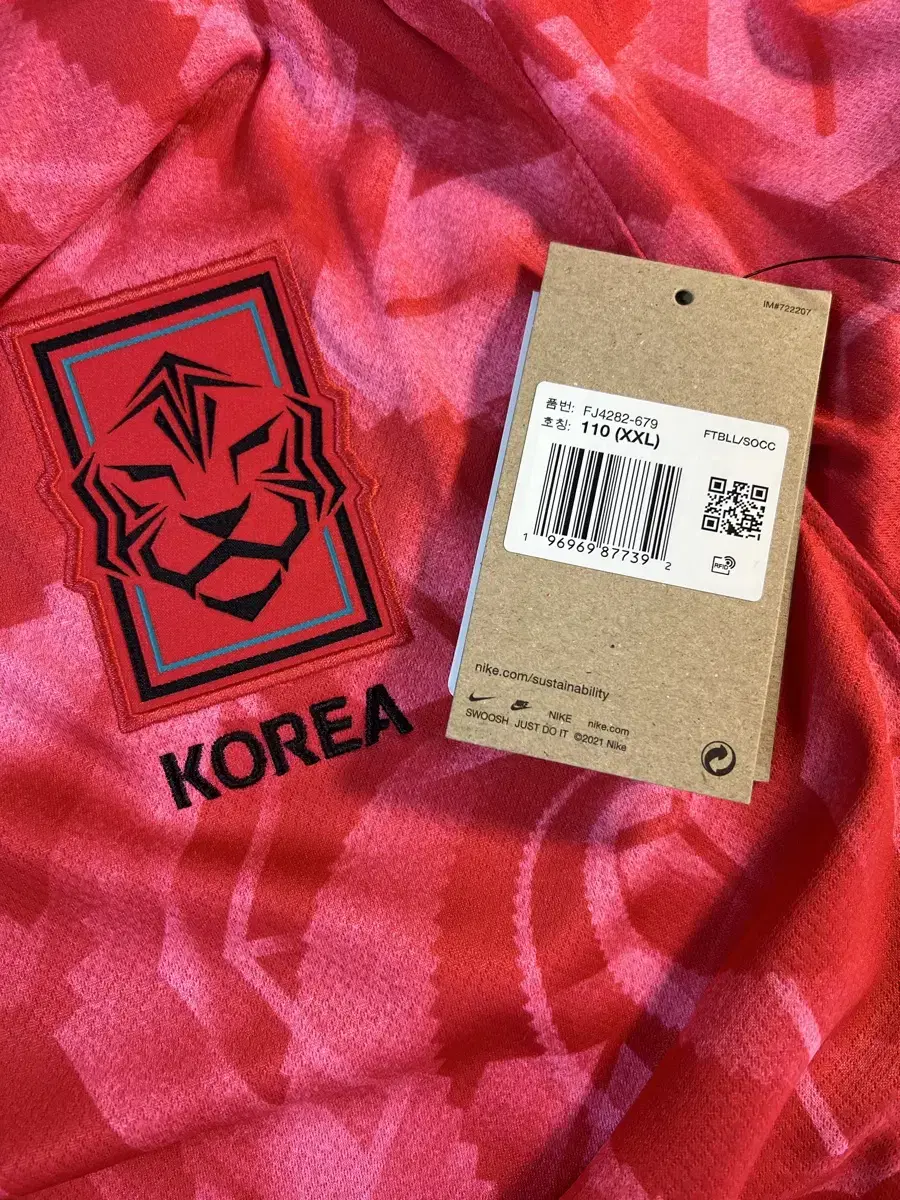 KOREA
IM#722207
품번: FJ4282-679
호칭: 110 (XXL)
FTBLL/SOCC
1 96969 87739 2
RFID
nike.com/sustainability
SWOOSH JUST DO IT NIKE nike.com
©2021 Nike